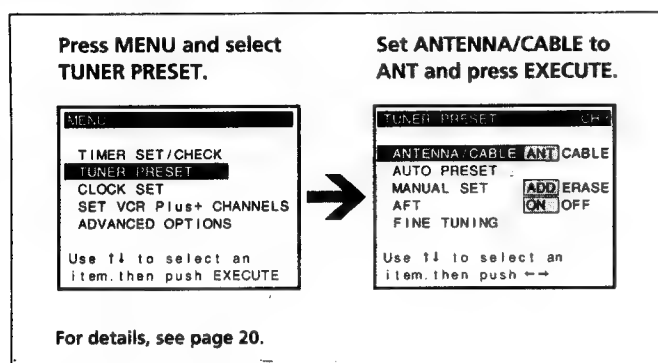 Press MENU and select
TUNER PRESET.
MENU
TIMER SET/CHECK
TUNER PRESET
CLOCK SET
SET VCR Plus+ CHANNELS
ADVANCED OPTIONS
Use ↑↓ to select an
item.then push EXECUTE
Set ANTENNA/CABLE to
ANT and press EXECUTE.
TUNER PRESET CH
ANTENNA/CABLE ANT CABLE
AUTO PRESET
MANUAL SET ADD ERASE
AFT ON OFF
FINE TUNING
Use ↑↓ to select an
item.then push ←→
For details, see page 20.